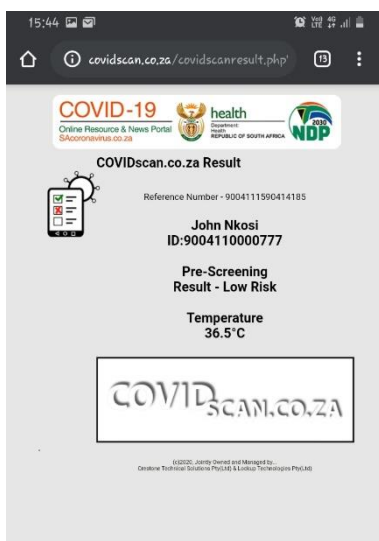 15:44
Vo)) 4G
covidscan.co.za/covidscanresult.php'
13
COVID-19
Online Resource & News Portal
SAcoronavirus.co.za
health
Department:
Health
REPUBLIC OF SOUTH AFRICA
2030
NDP
COVIDscan.co.za Result
Reference Number - 9004111590414185
John Nkosi
ID:9004110000777
Pre-Screening
Result - Low Risk
Temperature
36.5°C
COVIDSCAN.CO.ZA
(c)2020, Jointly Owned and Managed by...
Technical Solutions Pty(Ltd) & Lookup Technologies Pty(Ltd)